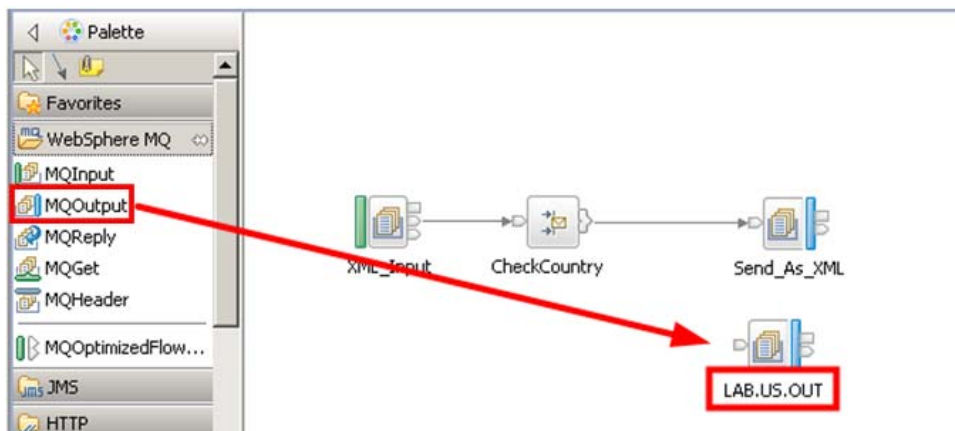 Palette
Favorites
WebSphere MQ
MQInput
MQOutput
MQReply
MQGet
MQHeader
MQOptimizedFlow...
JMS
HTTP
XML_Input
CheckCountry
Send_As_XML
LAB.US.OUT